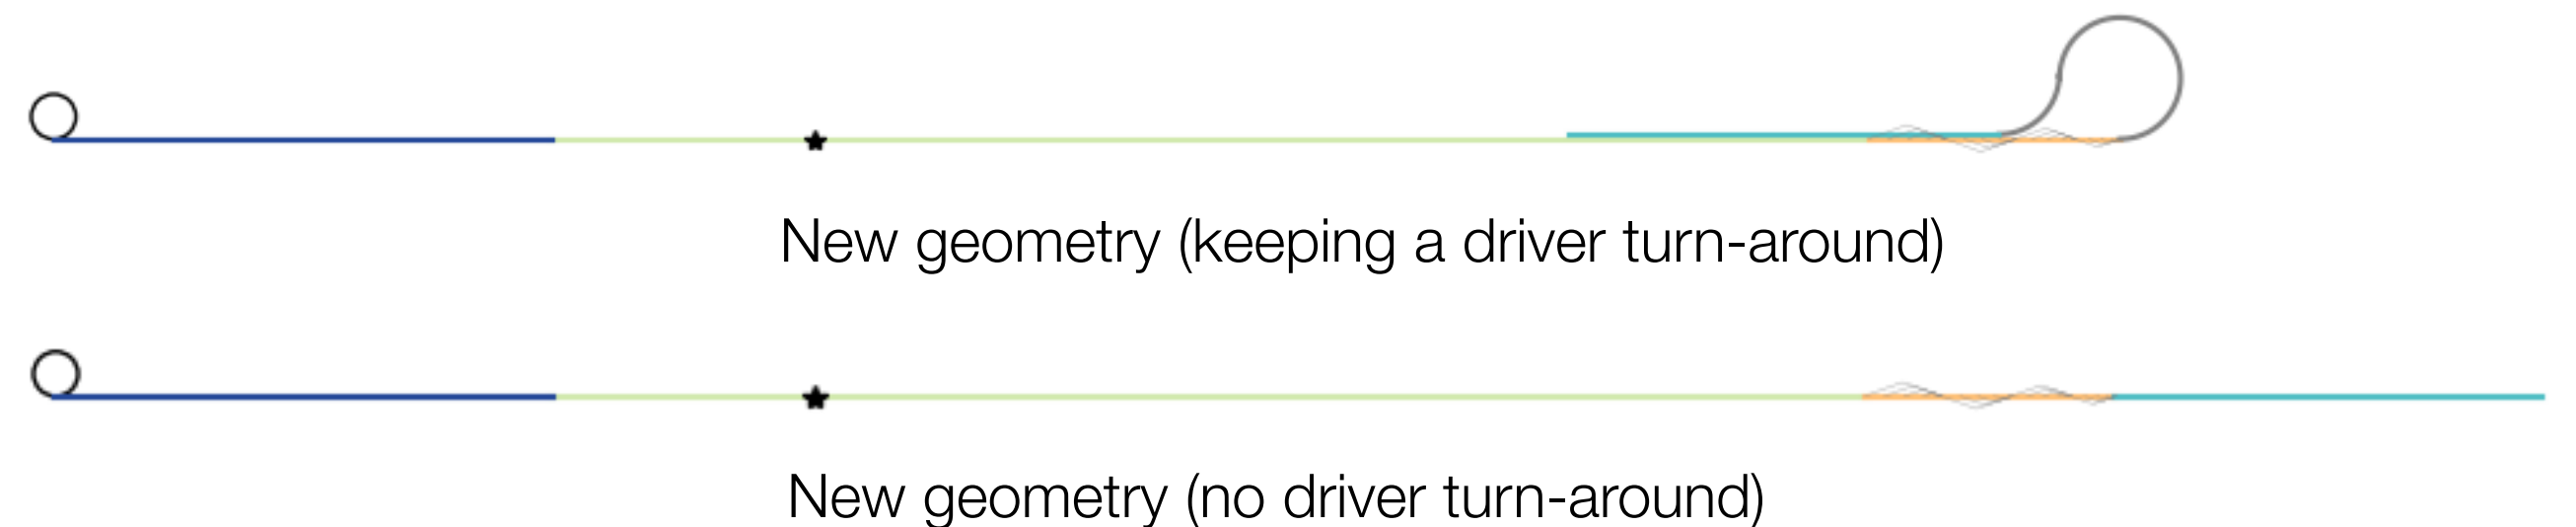 New geometry (keeping a driver turn-around)
New geometry (no driver turn-around)